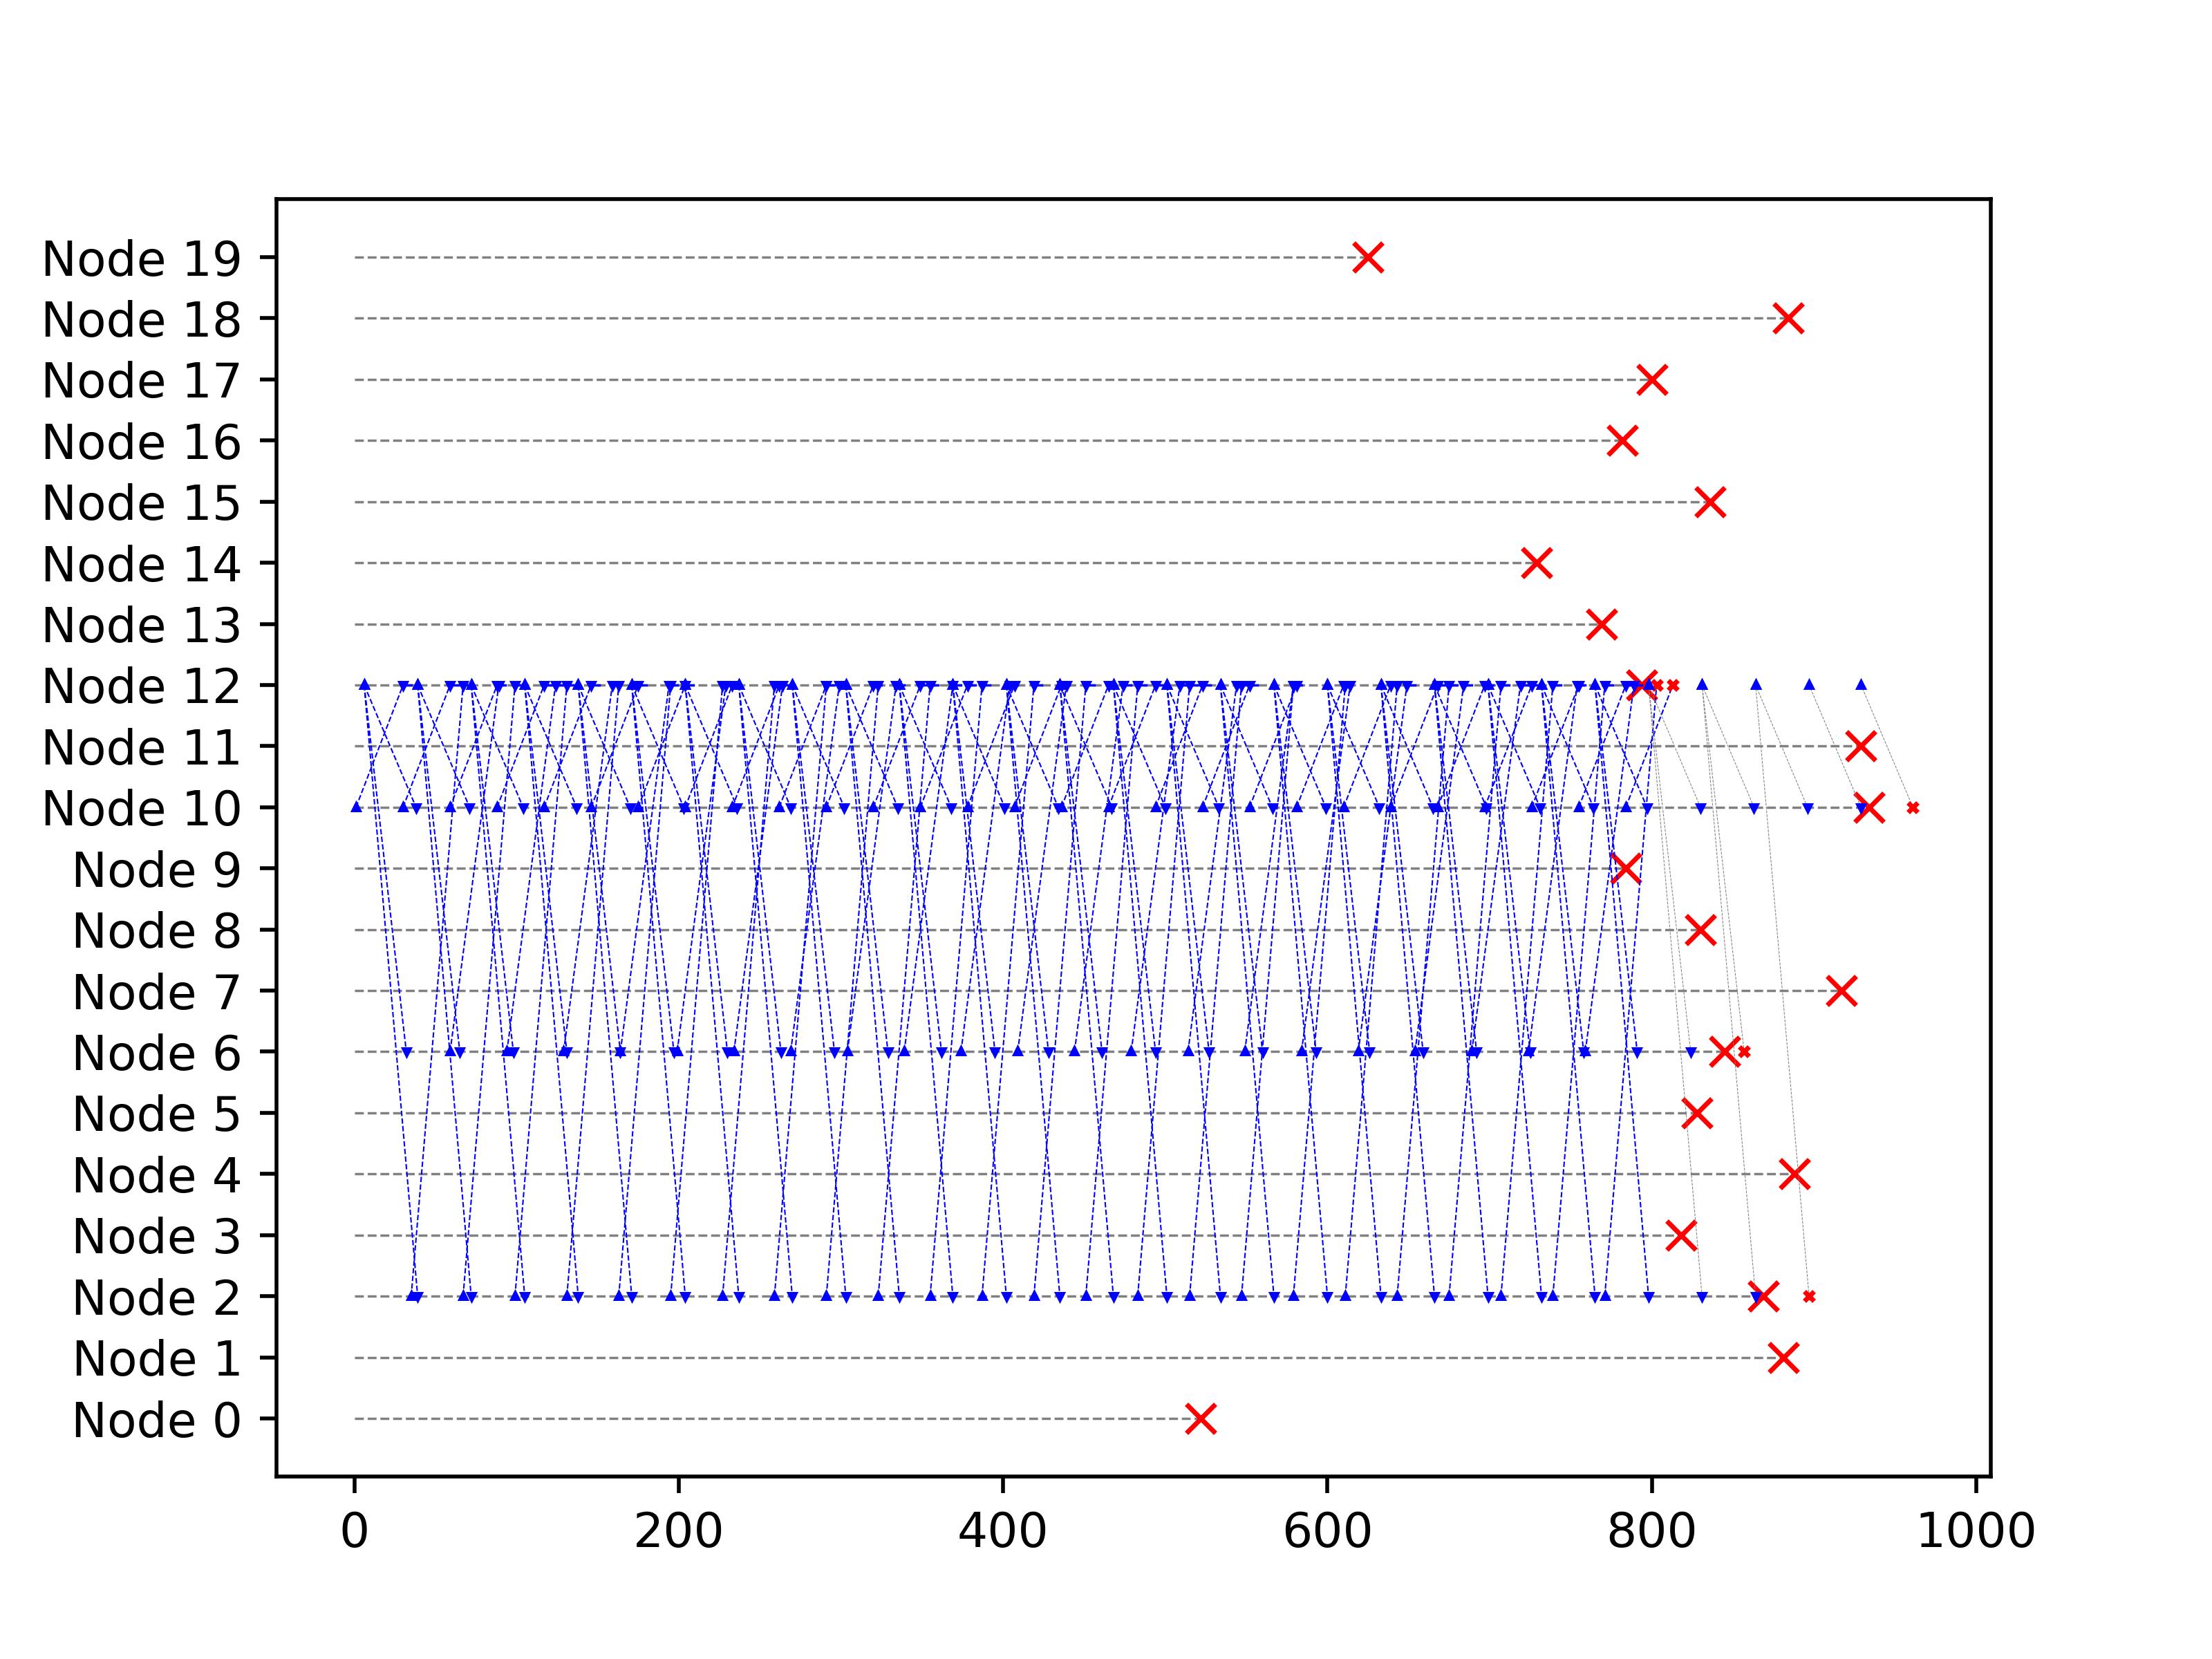 Node 19
Node 18
Node 17
Node 16
Node 15
Node 14
Node 13
Node 12
Node 11
Node 10
Node 9
Node 8
Node 7
Node 6
Node 5
Node 4
Node 3
Node 2
Node 1
Node 0
0 200 400 600 800 1000